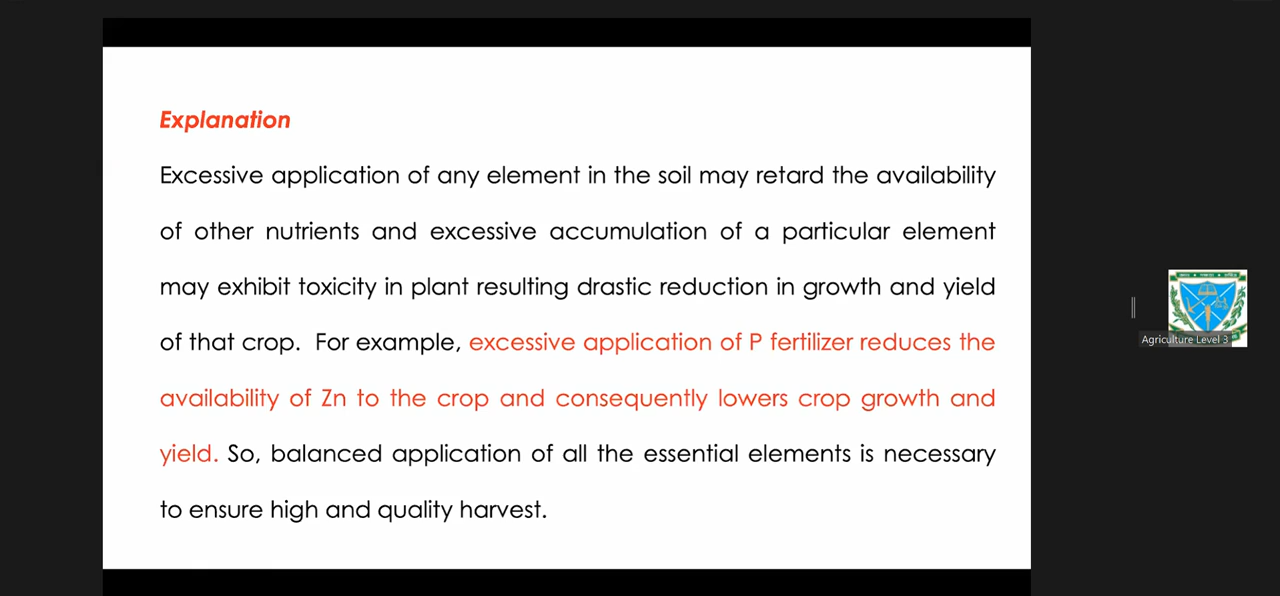 Explanation
Excessive application of any element in the soil may retard the availability
of other nutrients and excessive accumulation of a particular element
may exhibit toxicity in plant resulting drastic reduction in growth and yield
of that crop. For example, excessive application of P fertilizer reduces the
availability of Zn to the crop and consequently lowers crop growth and
yield. So, balanced application of all the essential elements is necessary
to ensure high and quality harvest.
Agriculture Level 3